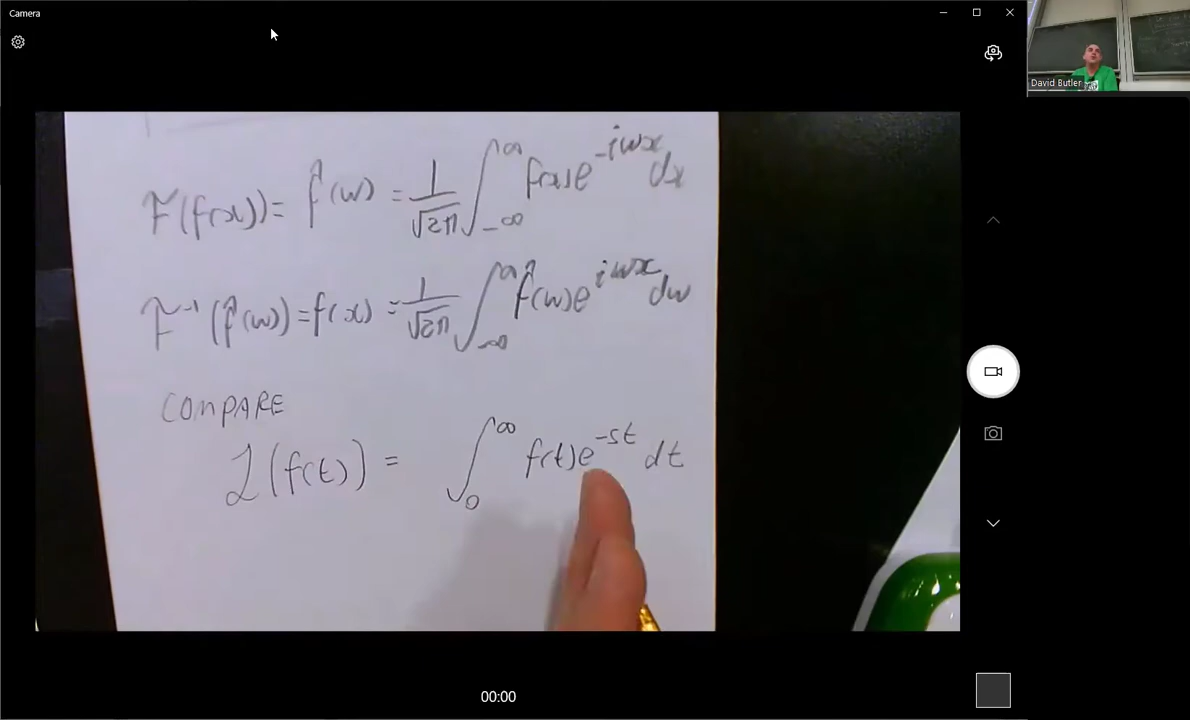 Camera
David Butler
F(f(x)) = f̂(w) = 1/√2π ∫_{-∞}^{∞} f(x)e^{-iwx} dx
F^{-1}(f̂(w)) = f(x) = 1/√2π ∫_{-∞}^{∞} f̂(w)e^{iwx} dw
COMPARE
L(f(t)) = ∫_0^∞ f(t)e^{-st} dt
00:00